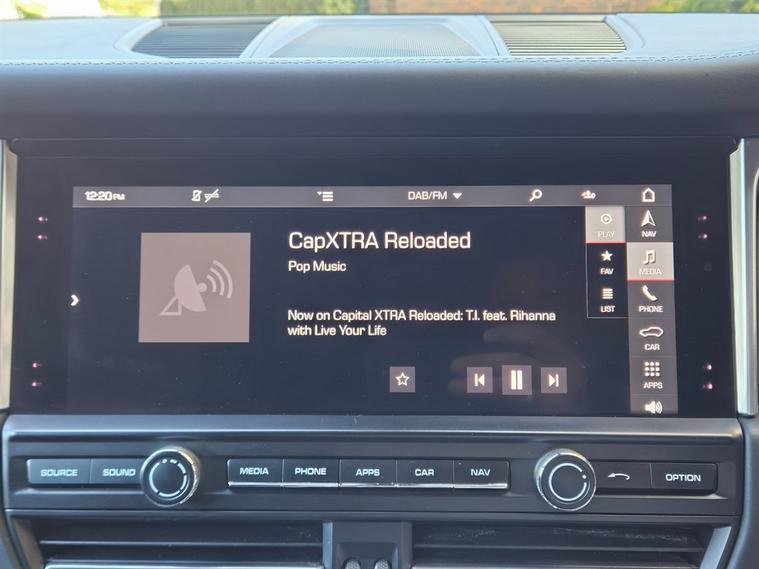 12:20 PM DAB/FM
CapXTRA Reloaded
Pop Music
Now on Capital XTRA Reloaded: T.I. feat. Rihanna
with Live Your Life
PLAY
FAV
LIST
NAV
MEDIA
PHONE
CAR
APPS
SOURCE SOUND MEDIA PHONE APPS CAR NAV OPTION